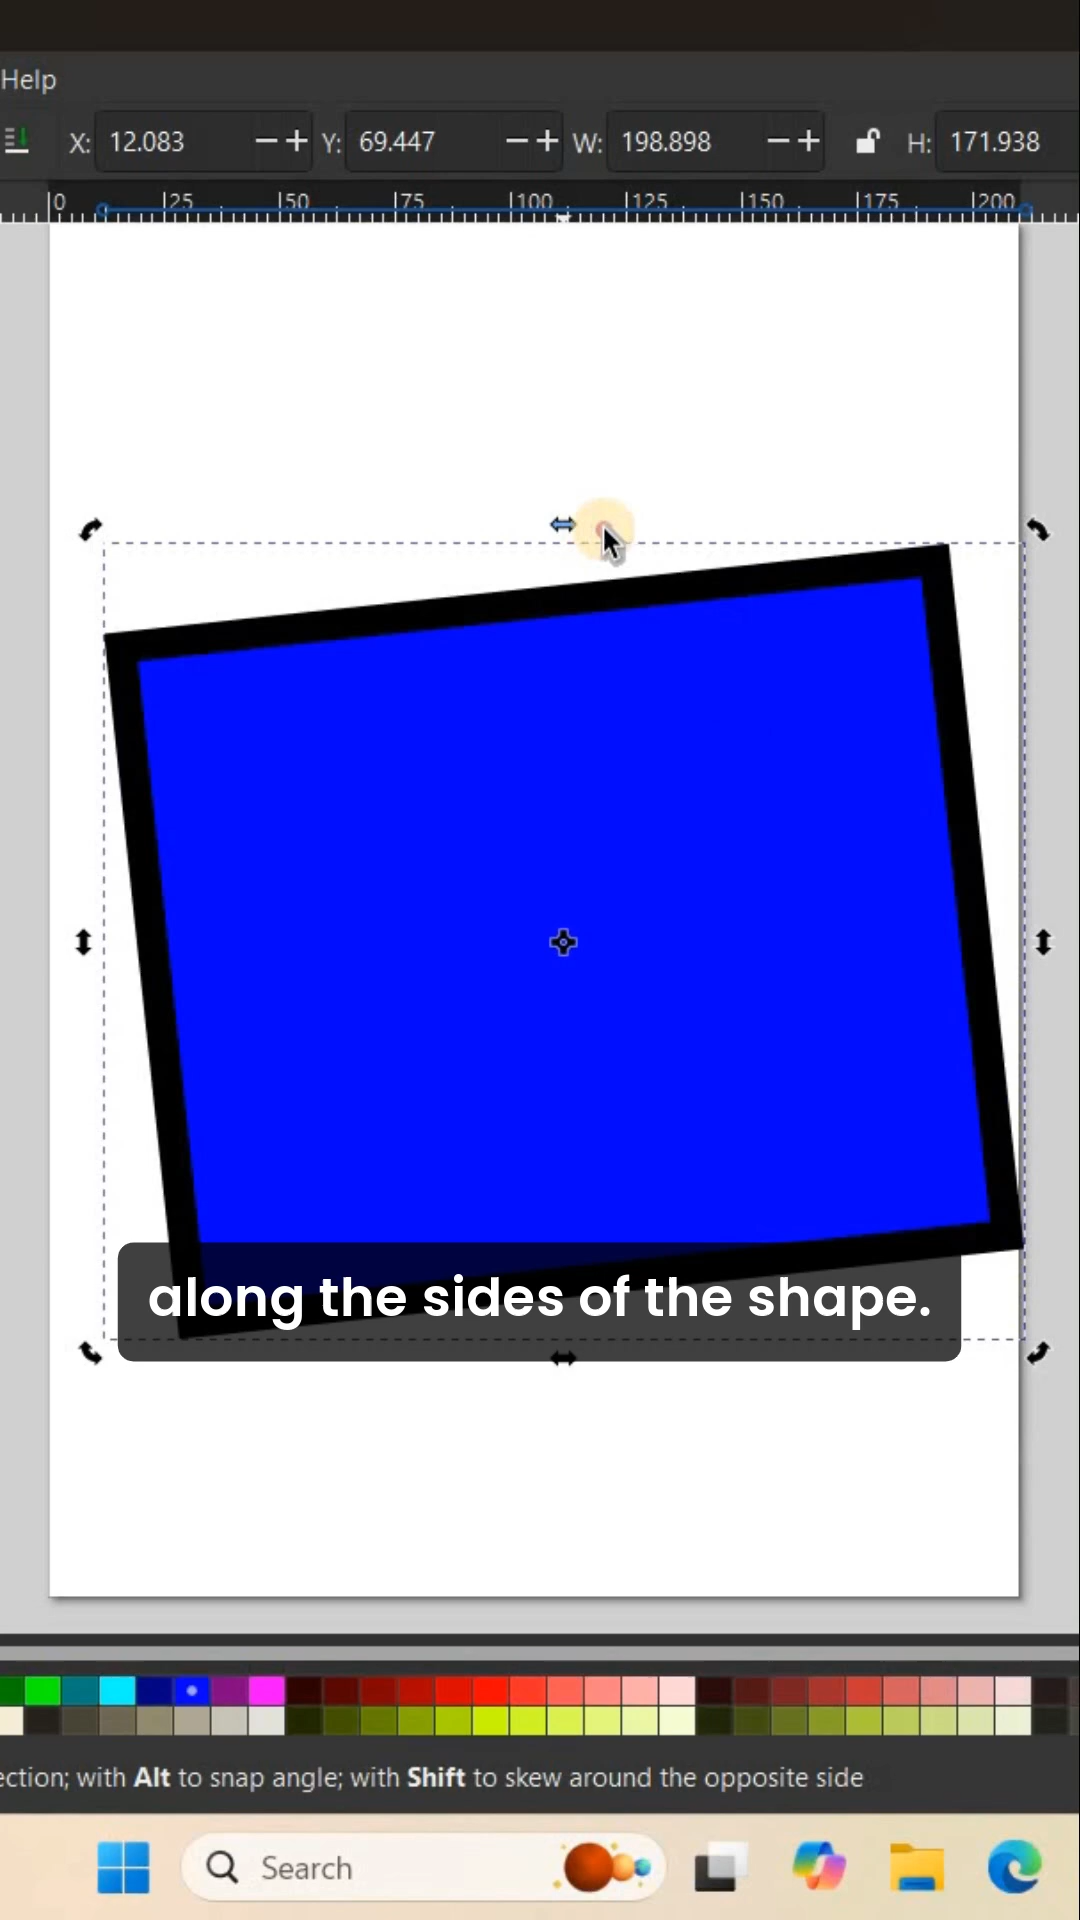 Help
X: 12.083 Y: 69.447 W: 198.898 H: 171.938
0 25 50 75 100 125 150 175 200
along the sides of the shape.
ection; with Alt to snap angle; with Shift to skew around the opposite side
Search